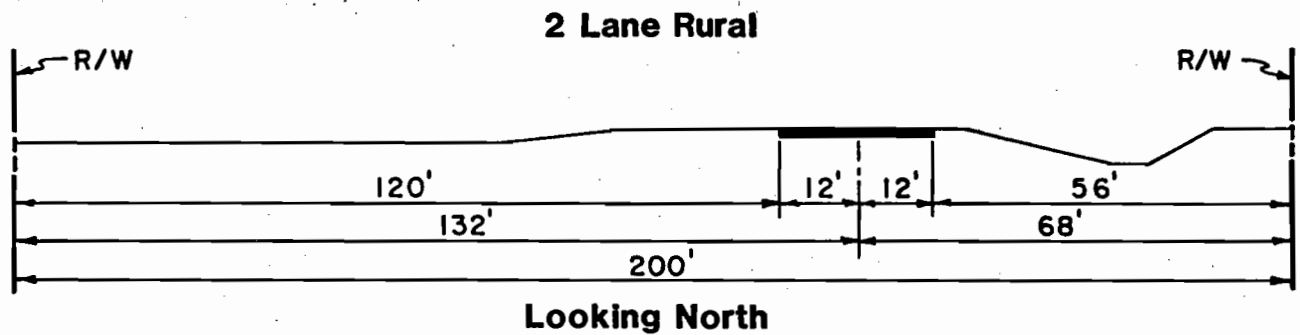 2 Lane Rural
R/W R/W
120' 12' 12' 56'
132' 68'
200'
Looking North